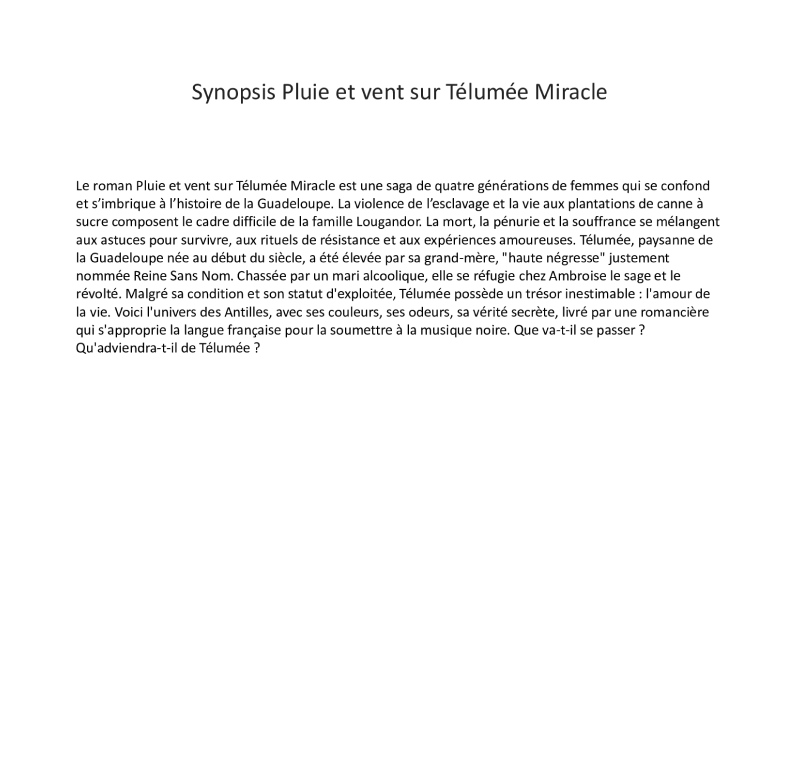 Synopsis Pluie et vent sur Télumée Miracle
Le roman Pluie et vent sur Télumée Miracle est une saga de quatre générations de femmes qui se confond
et s’imbrique à l’histoire de la Guadeloupe. La violence de l’esclavage et la vie aux plantations de canne à
sucre composent le cadre difficile de la famille Lougandor. La mort, la pénurie et la souffrance se mélangent
aux astuces pour survivre, aux rituels de résistance et aux expériences amoureuses. Télumée, paysanne de
la Guadeloupe née au début du siècle, a été élevée par sa grand-mère, "haute négresse" justement
nommée Reine Sans Nom. Chassée par un mari alcoolique, elle se réfugie chez Ambroise le sage et le
révolté. Malgré sa condition et son statut d'exploitée, Télumée possède un trésor inestimable : l'amour de
la vie. Voici l'univers des Antilles, avec ses couleurs, ses odeurs, sa vérité secrète, livré par une romancière
qui s'approprie la langue française pour la soumettre à la musique noire. Que va-t-il se passer ?
Qu'adviendra-t-il de Télumée ?